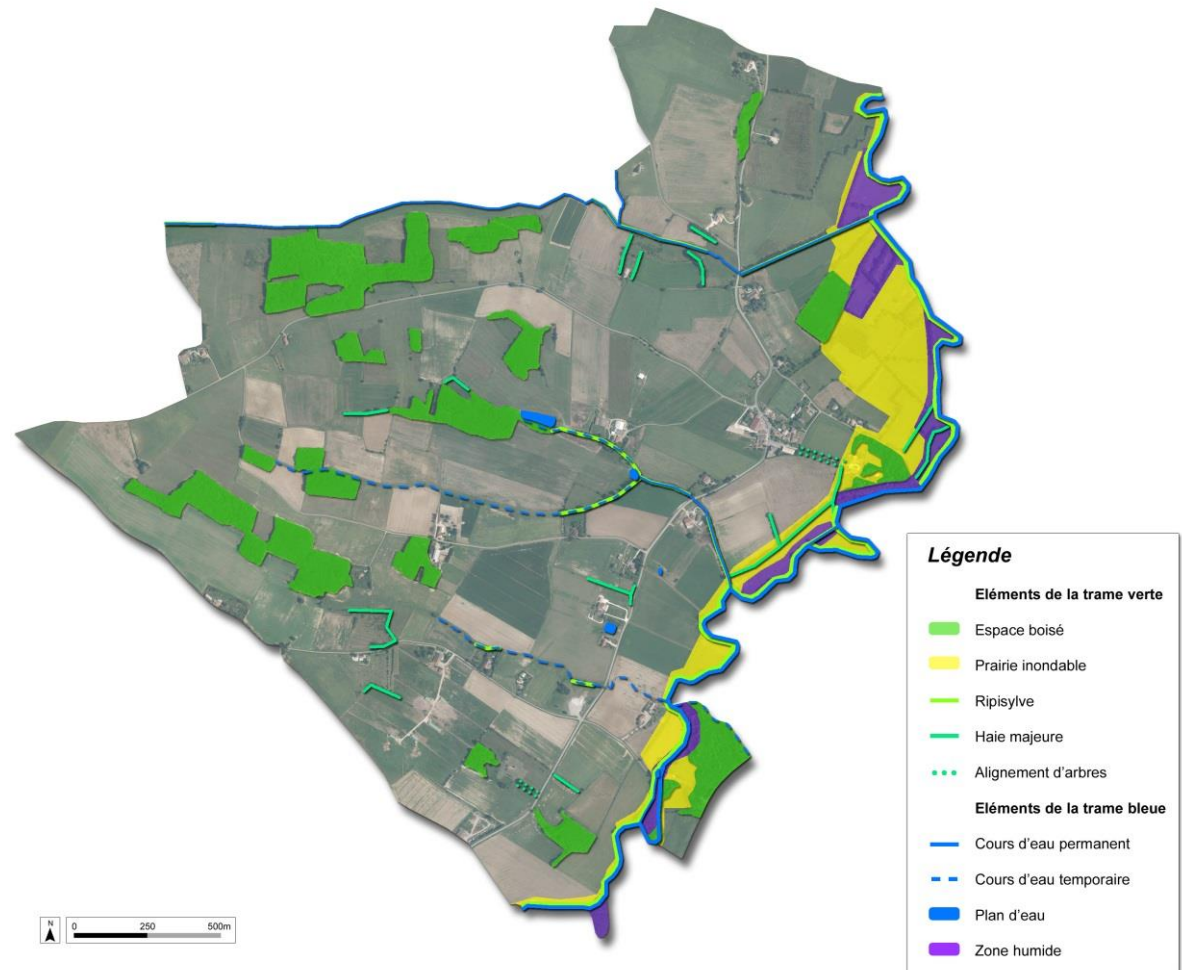 Légende
Eléments de la trame verte
Espace boisé
Prairie inondable
Ripisylve
Haie majeure
Alignement d'arbres
Eléments de la trame bleue
Cours d'eau permanent
Cours d'eau temporaire
Plan d'eau
Zone humide
N
0 250 500m